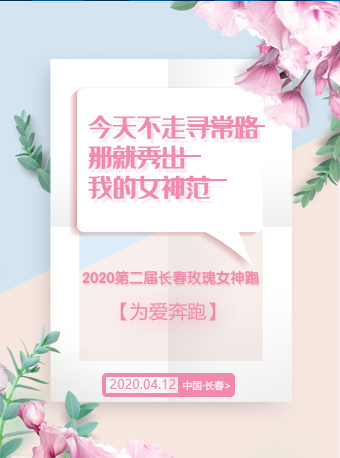 今天不走寻常路
那就秀出
我的女神范
2020第二届长春玫瑰女神跑
【为爱奔跑】
2020.04.12 中国·长春>